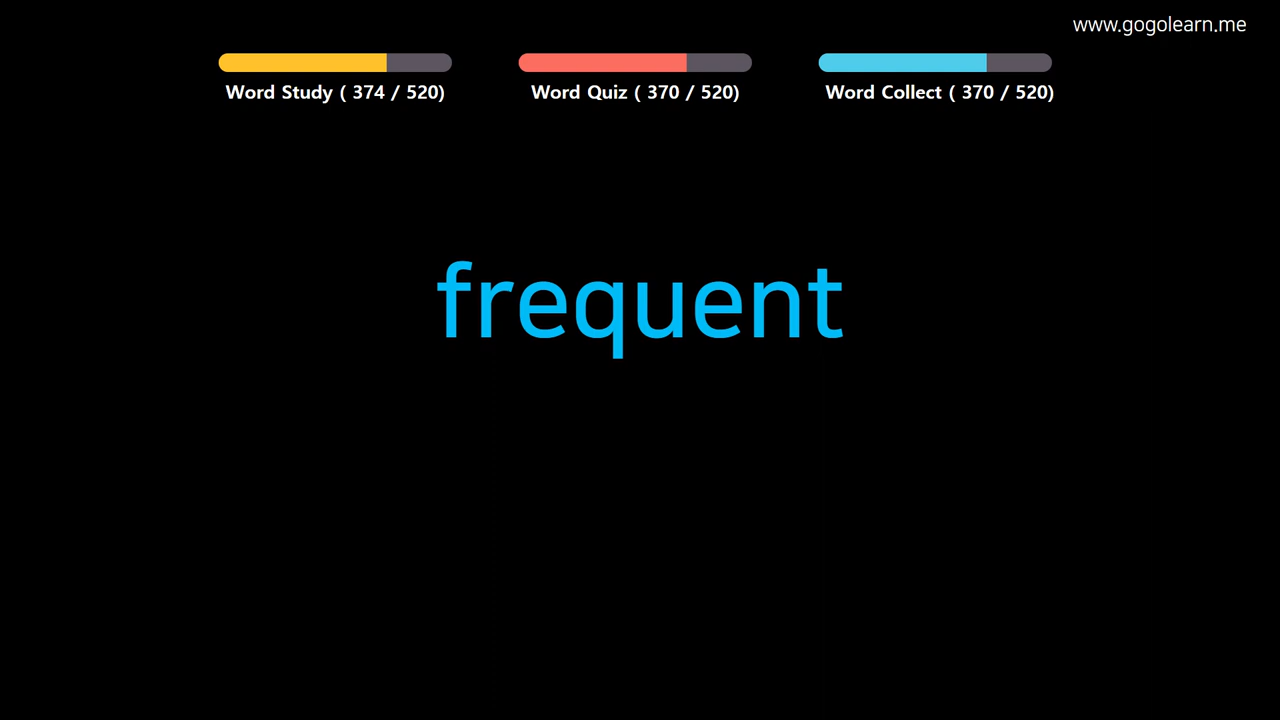 www.gogolearn.me
Word Study ( 374 / 520)
Word Quiz ( 370 / 520)
Word Collect ( 370 / 520)
frequent